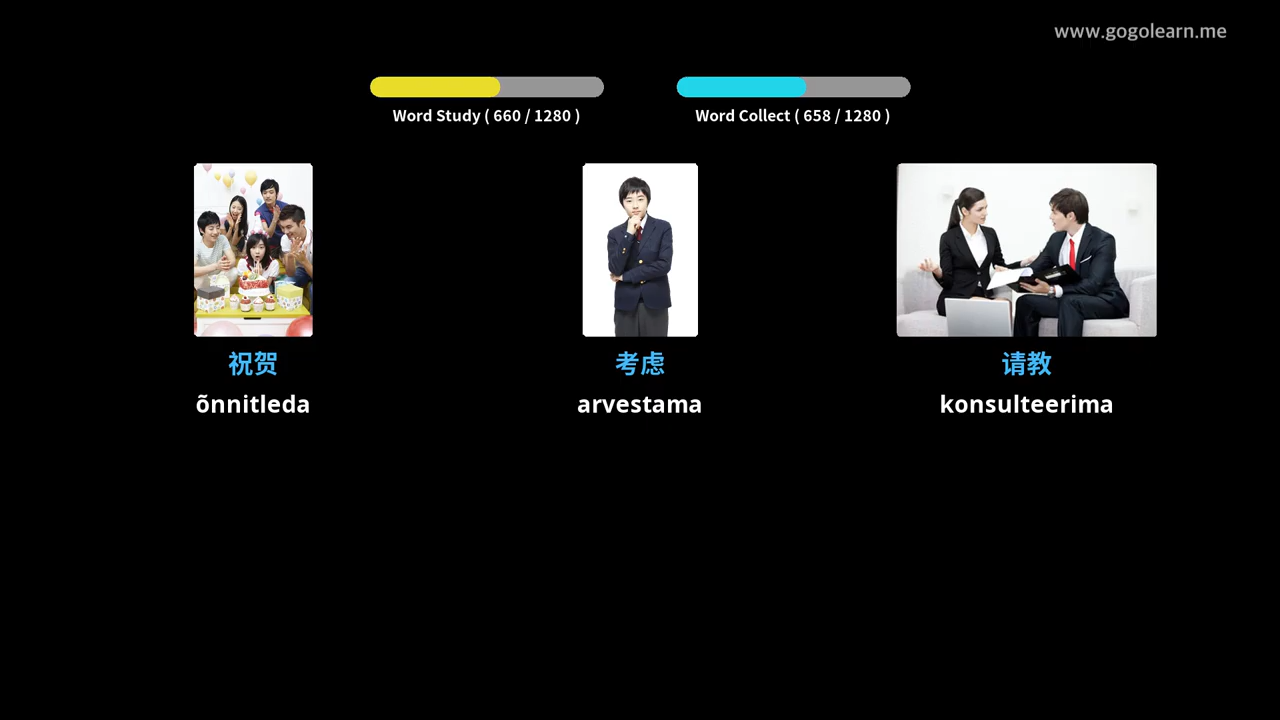 www.gogolearn.me
Word Study ( 660 / 1280 )
Word Collect ( 658 / 1280 )
祝贺
考虑
请教
õnnitleda
arvestama
konsulteerima